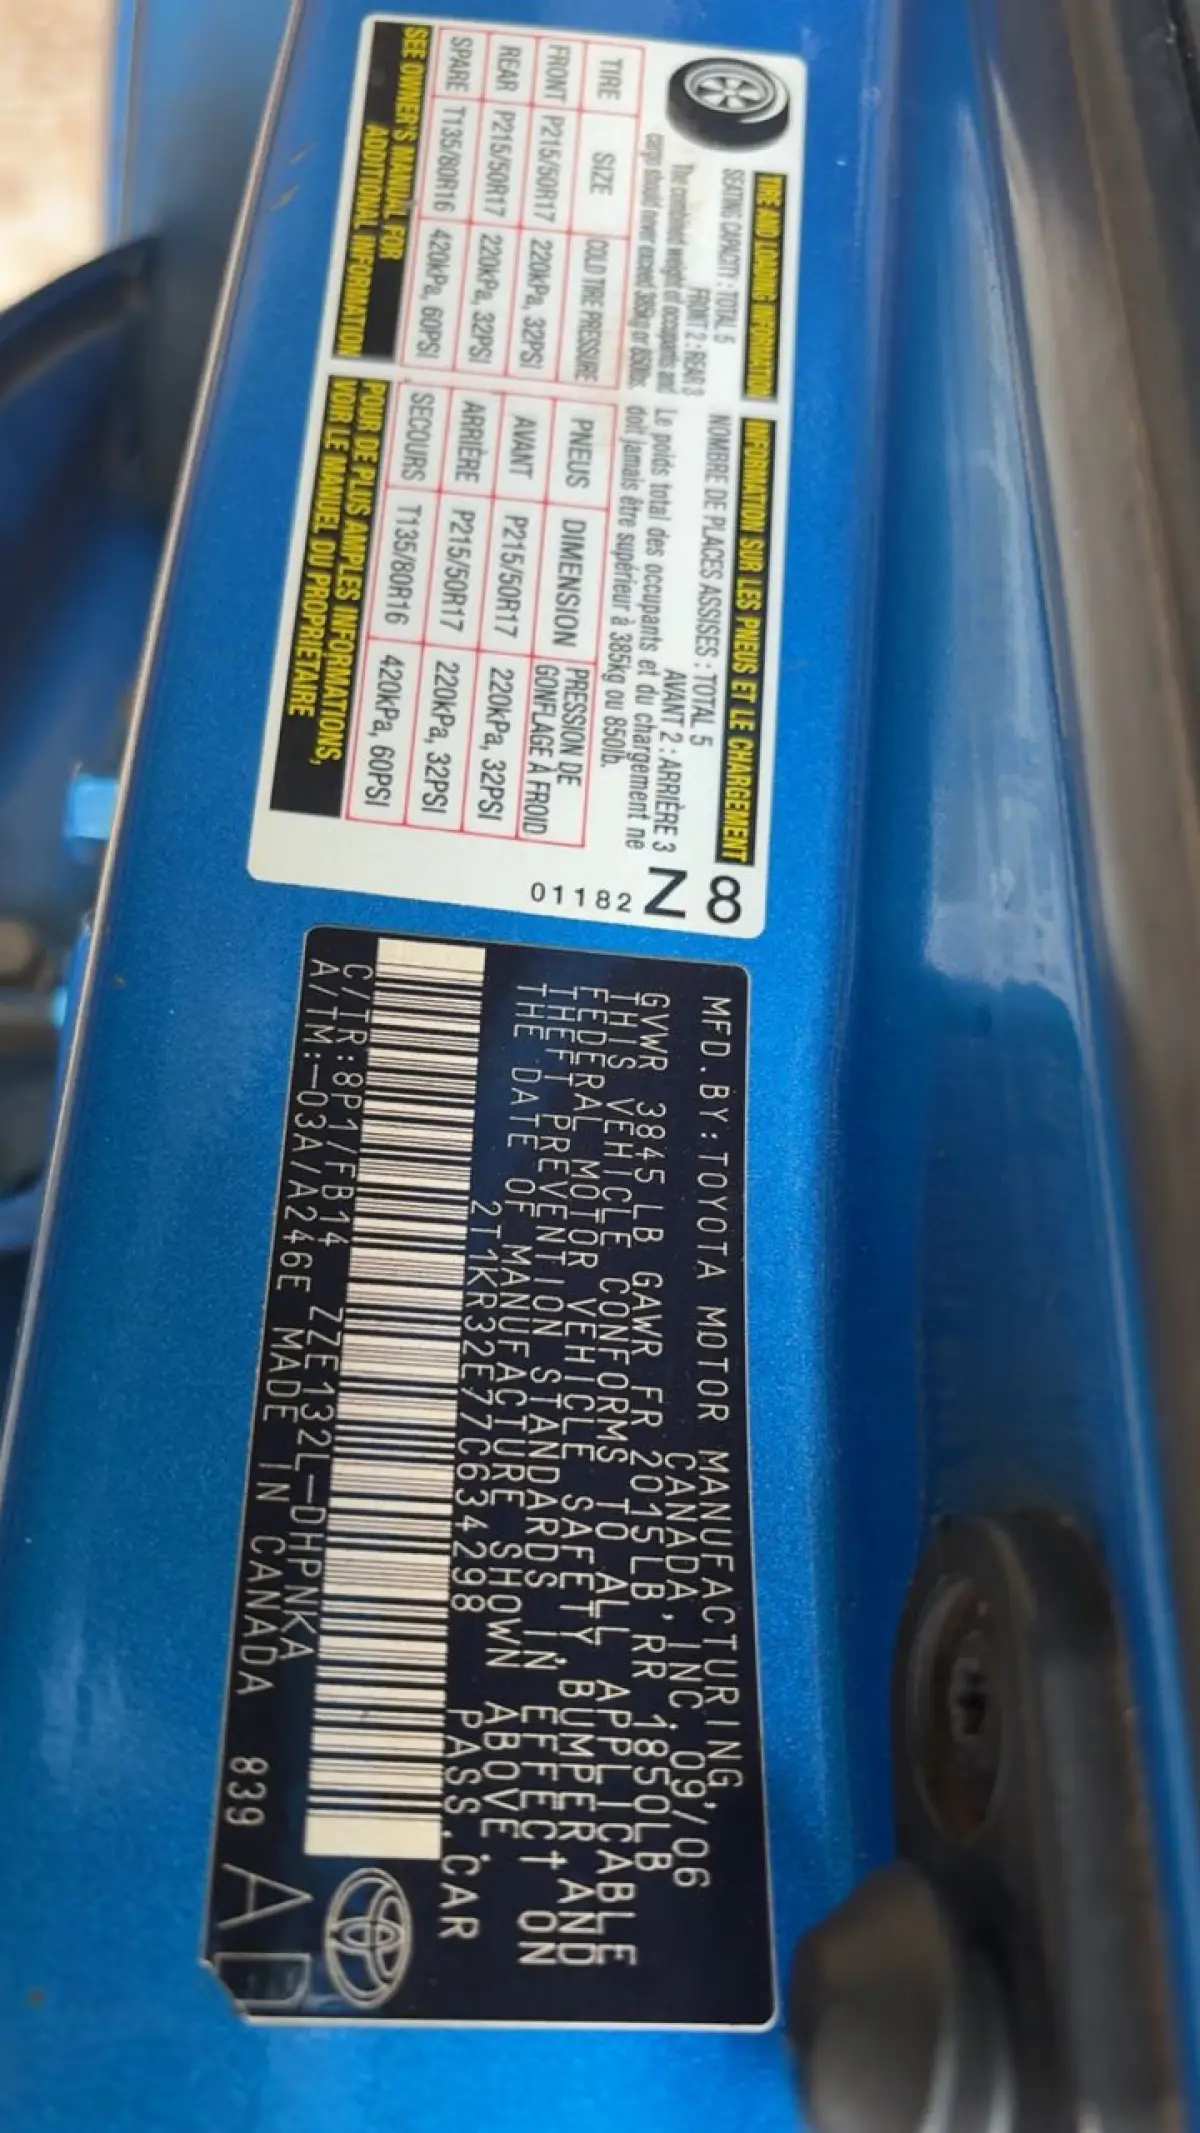 TIRE AND LOADING INFORMATION
SEATING CAPACITY : TOTAL 5
FRONT 2 : REAR 3
The combined weight of occupants and
cargo should never exceed 385kg or 850lbs.
TIRE SIZE COLD TIRE PRESSURE
FRONT P215/50R17 220kPa, 32PSI
REAR P215/50R17 220kPa, 32PSI
SPARE T135/80R16 420kPa, 60PSI
SEE OWNER'S MANUAL FOR
ADDITIONAL INFORMATION
INFORMATION SUR LES PNEUS ET LE CHARGEMENT
NOMBRE DE PLACES ASSISES : TOTAL 5
AVANT 2 : ARRIÈRE 3
Le poids total des occupants et du chargement ne
doit jamais être supérieur à 385kg ou 850lb.
PNEUS DIMENSION PRESSION DE
GONFLAGE À FROID
AVANT P215/50R17 220kPa, 32PSI
ARRIÈRE P215/50R17 220kPa, 32PSI
SECOURS T135/80R16 420kPa, 60PSI
POUR DE PLUS AMPLES INFORMATIONS,
VOIR LE MANUEL DU PROPRIÉTAIRE
8
N
01182
MFD.BY:TOYOTA MOTOR MANUFACTURING,
CANADA, INC. 09/06
GVWR 3845 LB GAWR FR 2015LB, RR 1850LB
THIS VEHICLE CONFORMS TO ALL APPLICABLE
FEDERAL MOTOR VEHICLE SAFETY, BUMPER, AND
THEFT PREVENTION STANDARDS IN EFFECT ON
THE DATE OF MANUFACTURE SHOWN ABOVE.
2T1KR32E77C634298 PASS.CAR
C/TR:8P1/FB14 ZZE132L-DHPNKA
A/TM:-03A/A246E MADE IN CANADA 839